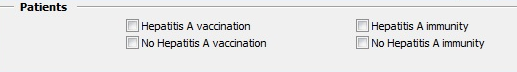 Patients
Hepatitis A vaccination Hepatitis A immunity
No Hepatitis A vaccination No Hepatitis A immunity